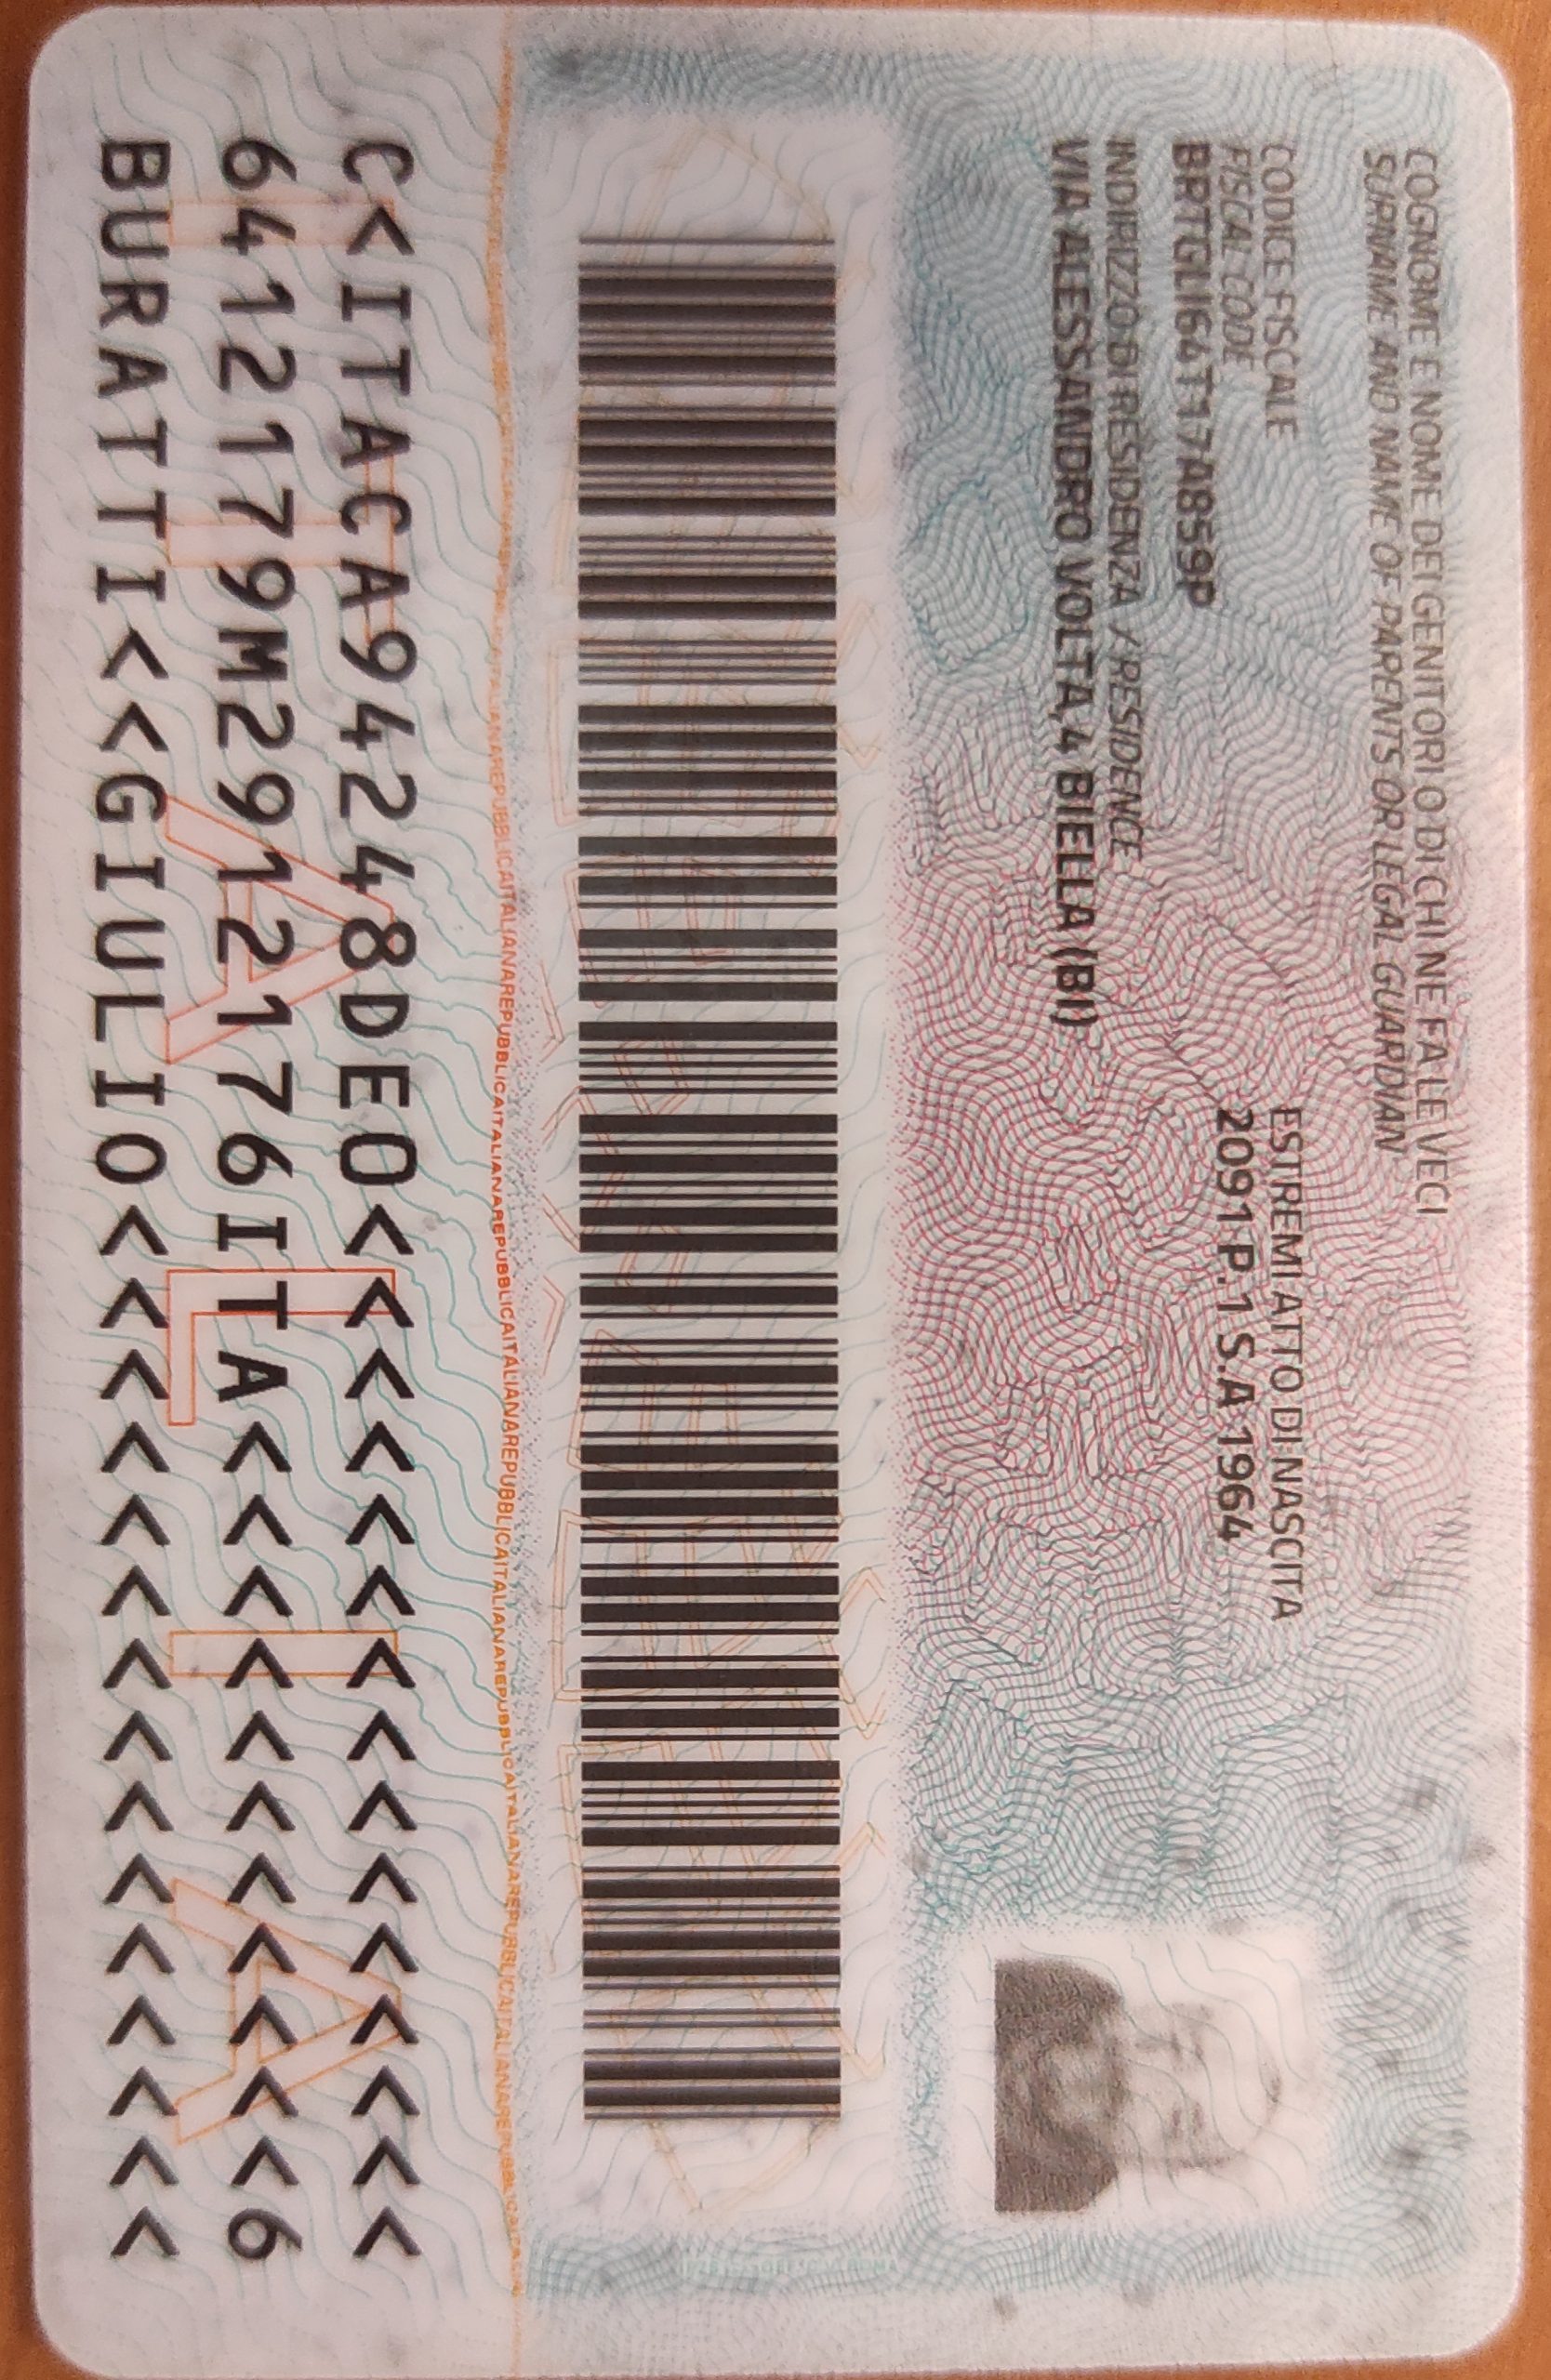 COGNOME E NOME DEI GENITORI O DI CHI NE FA LE VECI
SURNAME AND NAME OF PARENTS OR LEGAL GUARDIAN
CODICE FISCALE
FISCAL CODE
BRTGLI64T17A859P
ESTREMI ATTO DI NASCITA
2091 P. 1 S.A 1964
INDIRIZZO DI RESIDENZA / RESIDENCE
VIA ALESSANDRO VOLTA, 4 BIELLA (BI)
C<ITACA94248DE0<<<<<<<<<<<<<<<
6412179M2912176ITA<<<<<<<<<<<6
BURATTI<<GIULIO<<<<<<<<<<<<<<<
ITALIA